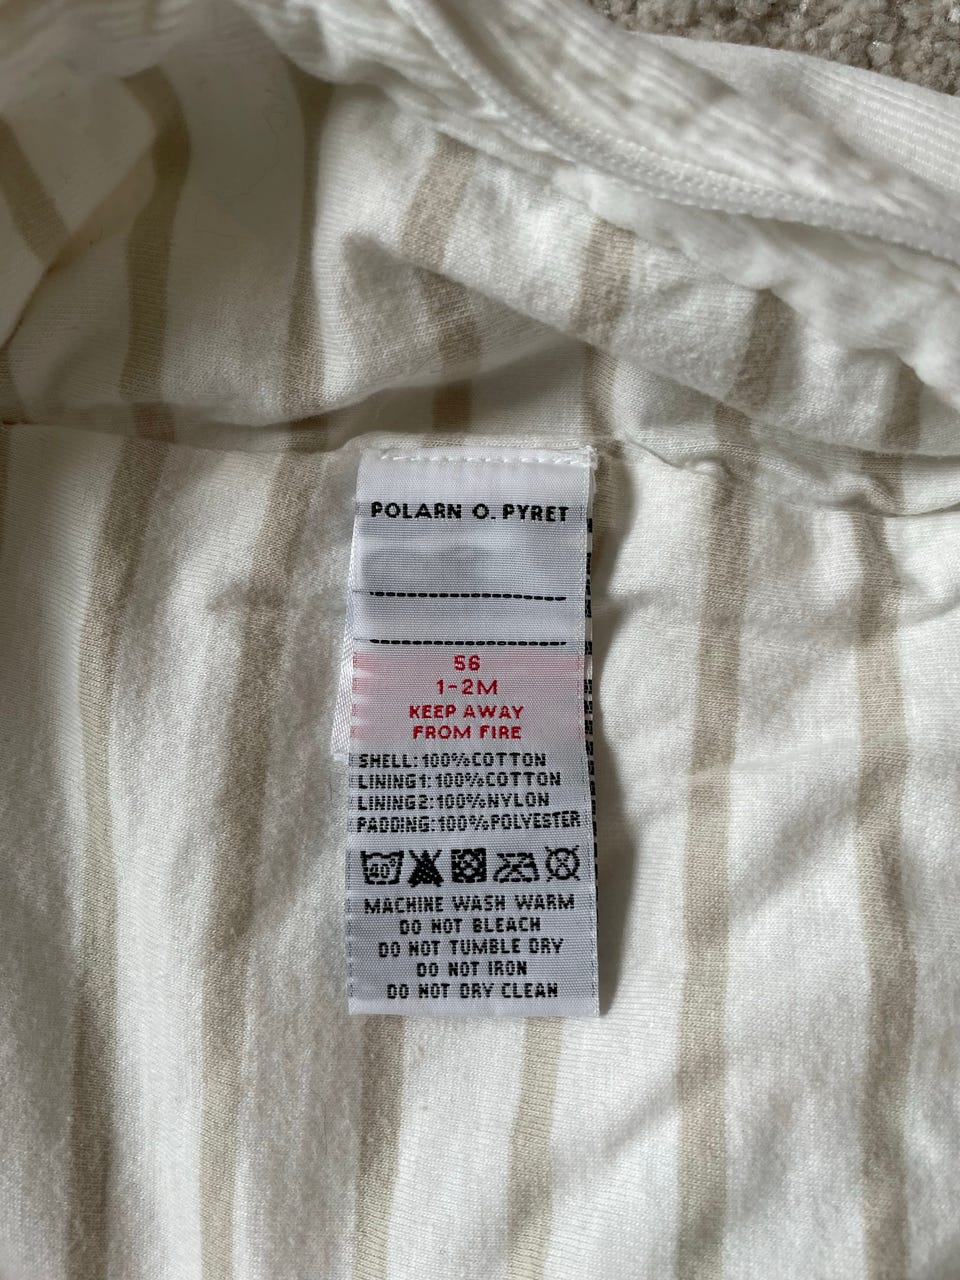 POLARN O. PYRET
56
1-2M
KEEP AWAY
FROM FIRE
SHELL:100%COTTON
LINING1:100%COTTON
LINING2:100%NYLON
PADDING:100%POLYESTER
40°
MACHINE WASH WARM
DO NOT BLEACH
DO NOT TUMBLE DRY
DO NOT IRON
DO NOT DRY CLEAN